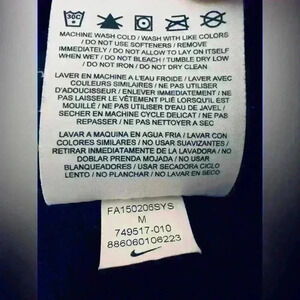 30C
MACHINE WASH COLD / WASH WITH LIKE COLORS
/ DO NOT USE SOFTENERS / REMOVE
IMMEDIATELY / DO NOT ALLOW TO LAY ON ITSELF
WHEN WET / DO NOT BLEACH / TUMBLE DRY LOW
/ DO NOT IRON / DO NOT DRY CLEAN
LAVER EN MACHINE A L'EAU FROIDE / LAVER AVEC
COULEURS SIMILAIRES / NE PAS UTILISER
D'ADOUCISSEUR / ENLEVER IMMÉDIATEMENT / NE
PAS LAISSER LE VÊTEMENT PLIÉ LORSQU'IL EST
MOUILLÉ / NE PAS UTILISER D'EAU DE JAVEL /
SECHER EN MACHINE CYCLE DELICAT / NE PAS
REPASSER / NE PAS NETTOYER A SEC
LAVAR A MAQUINA EN AGUA FRIA / LAVAR CON
COLORES SIMILARES / NO USAR SUAVIZANTES /
RETIRAR INMEDIATAMENTE DE LA LAVADORA / NO
DOBLAR PRENDA MOJADA / NO USAR
BLANQUEADORES / USAR SECADORA CICLO
LENTO / NO PLANCHAR / NO LAVAR EN SECO
FA150206SYS
M
749517-010
886060106223